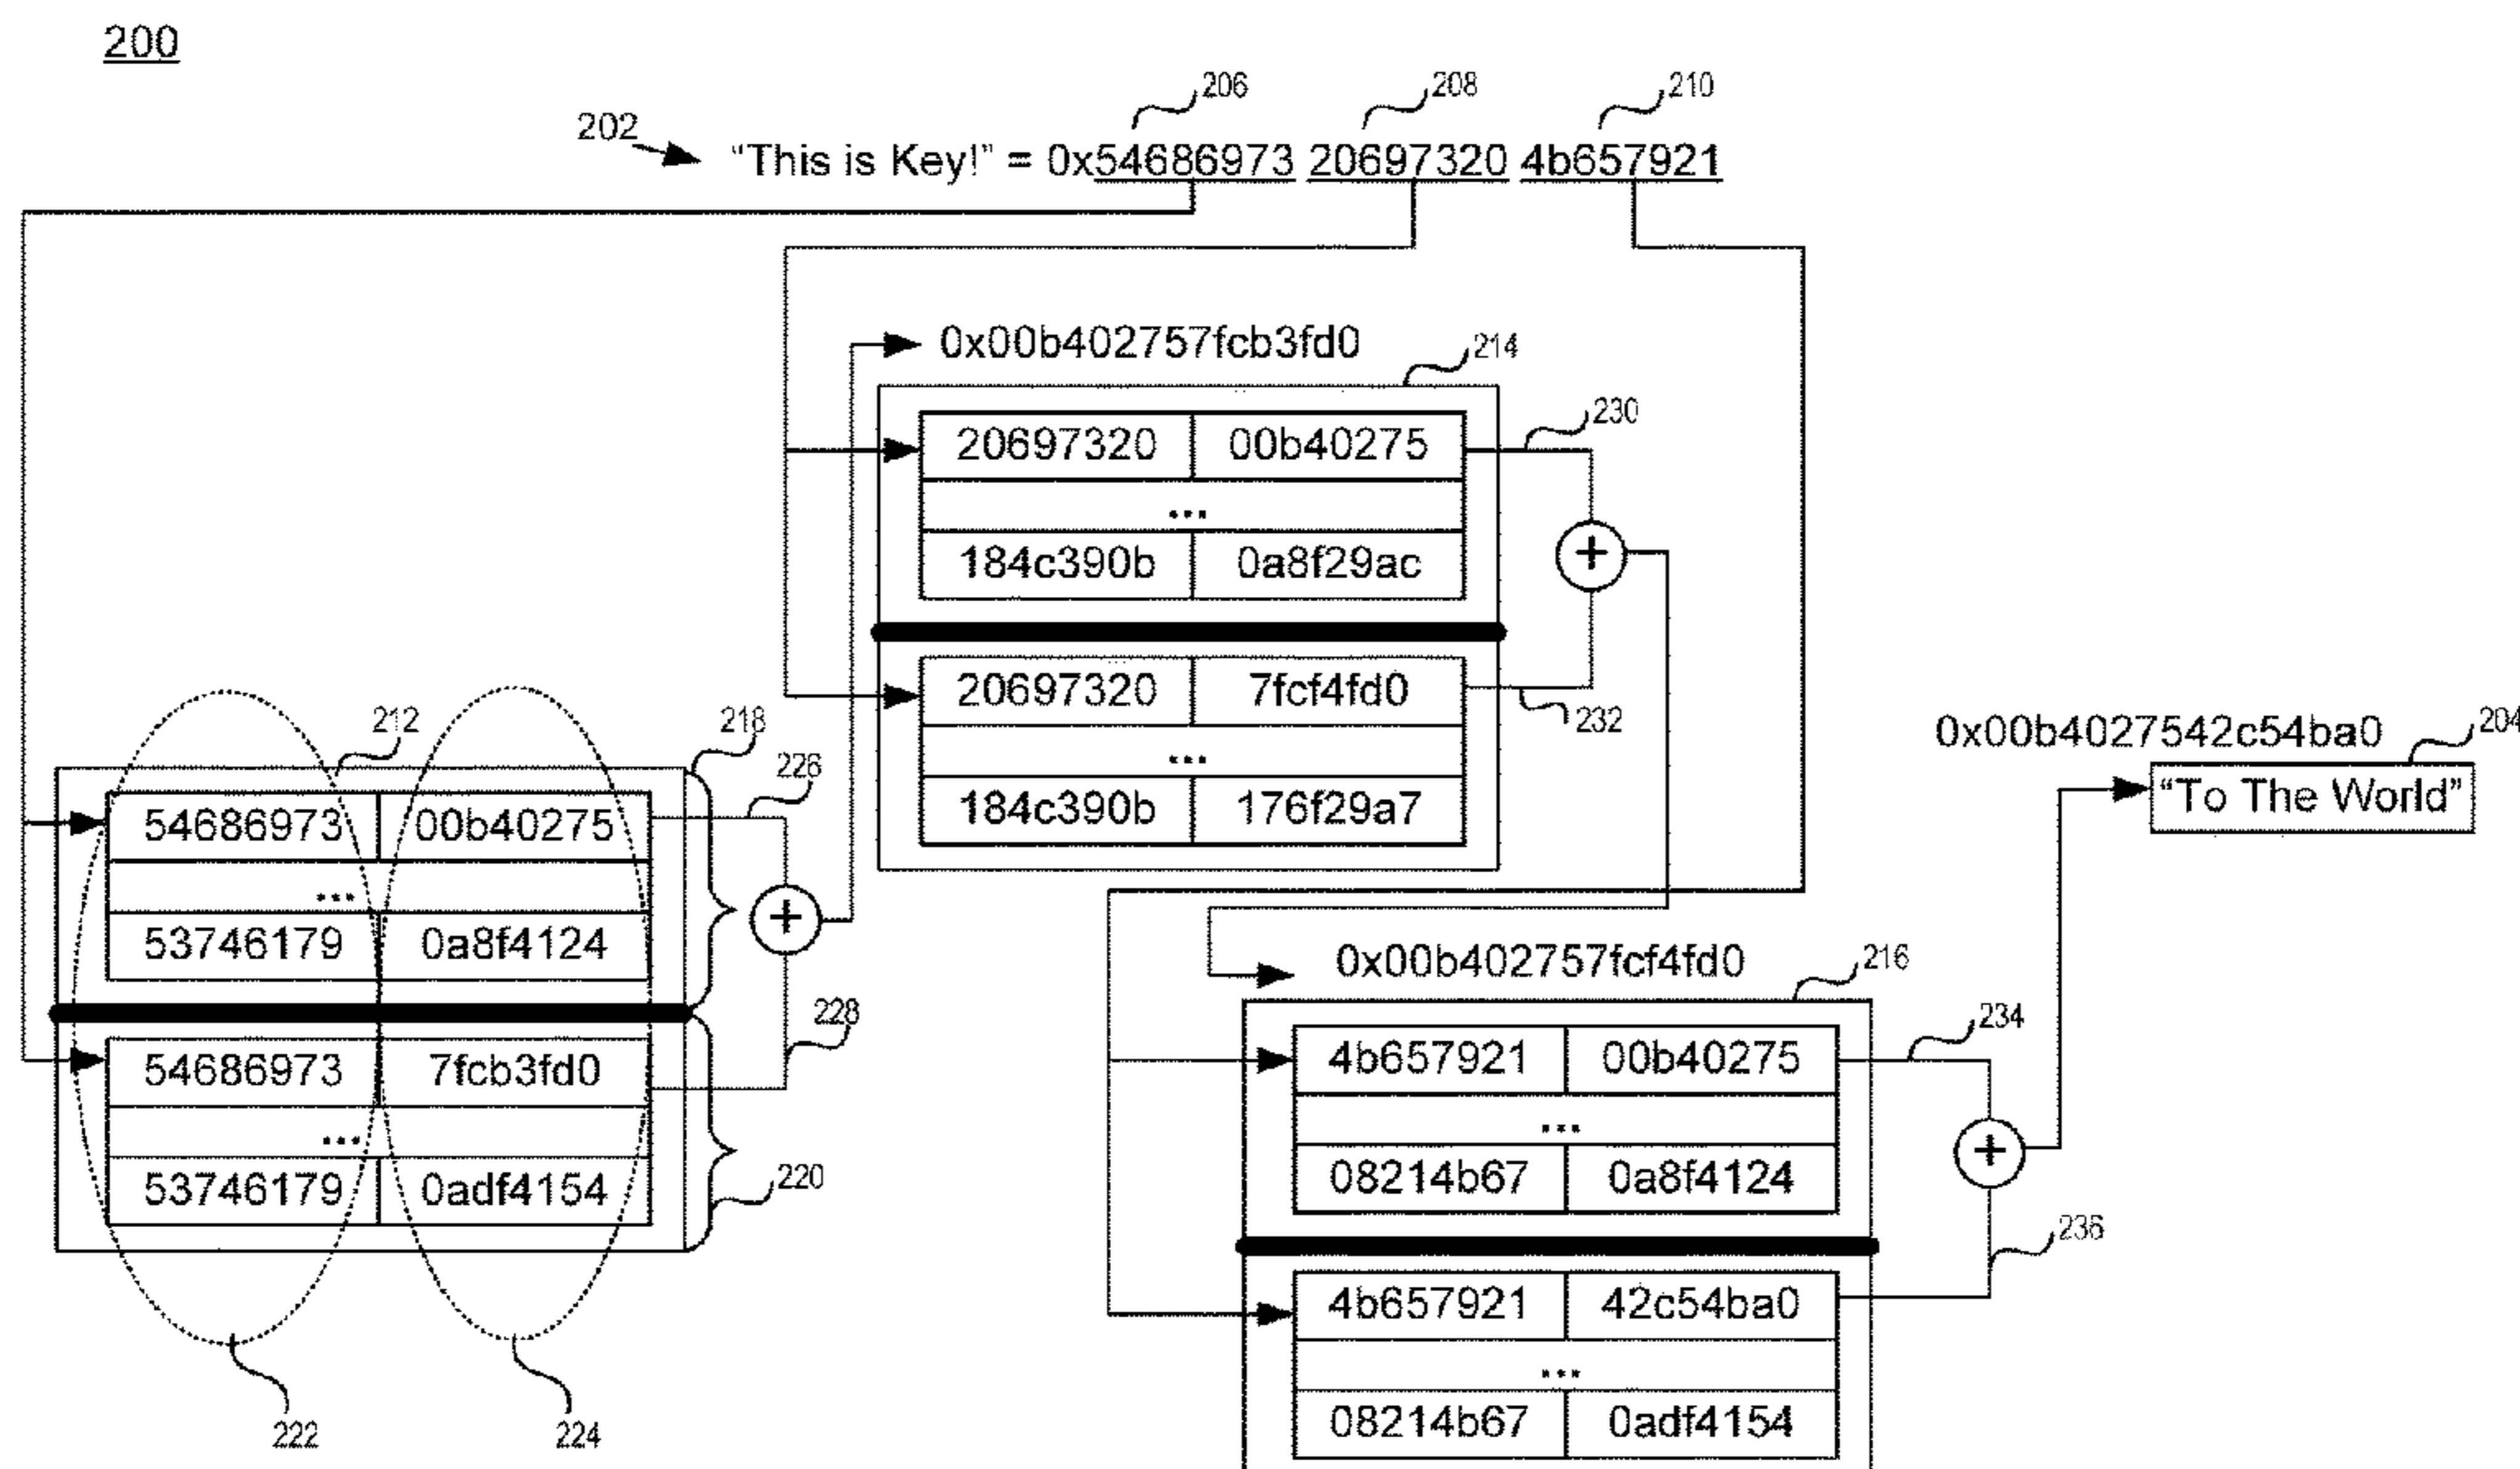 200
206
208
210
202
“This is Key!” = 0x54686973 20697320 4b657921
0x00b402757fcb3fd0
214
20697320 00b40275
...
184c390b 0a8f29ac
230
20697320 7fcf4fd0
...
184c390b 176f29a7
232
212
218
226
54686973 00b40275
...
53746179 0a8f4124
+
+
228
54686973 7fcb3fd0
...
53746179 0adf4154
220
222
224
0x00b402757fcf4fd0
216
4b657921 00b40275
...
08214b67 0a8f4124
234
+
236
4b657921 42c54ba0
...
08214b67 0adf4154
0x00b4027542c54ba0
204
“To The World”